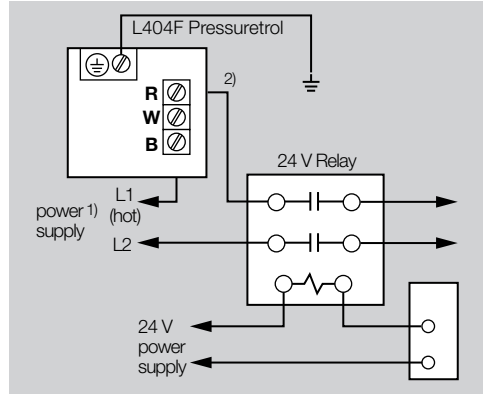 L404F Pressuretrol
2)
R
W
B
24 V Relay
L1
(hot)
power 1)
supply
L2
24 V
power
supply